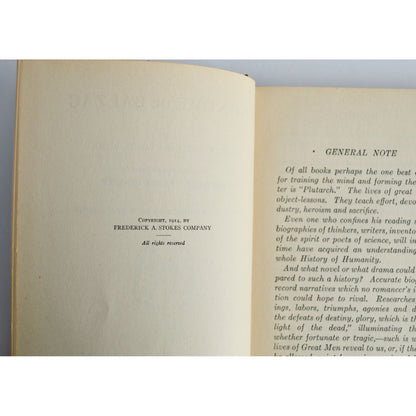 Copyright, 1914, by
FREDERICK A. STOKES COMPANY
All rights reserved
GENERAL NOTE
Of all books perhaps the one best
for training the mind and forming the
ter is "Plutarch." The lives of great
object-lessons. They teach effort, devo
dustry, heroism and sacrifice.
Even one who confines his reading
biographies of thinkers, writers, invento
of the spirit or poets of science, will in
time have acquired an understanding
whole History of Humanity.
And what novel or what drama could
pared to such a history? Accurate biog
record narratives which no romancer's i
tion could hope to rival. Researches
ings, labors, triumphs, agonies and d
the defeats of destiny, glory, which is th
light of the dead," illuminating th
whether fortunate or tragic,—such is w
lives of Great Men reveal to us, or, if the